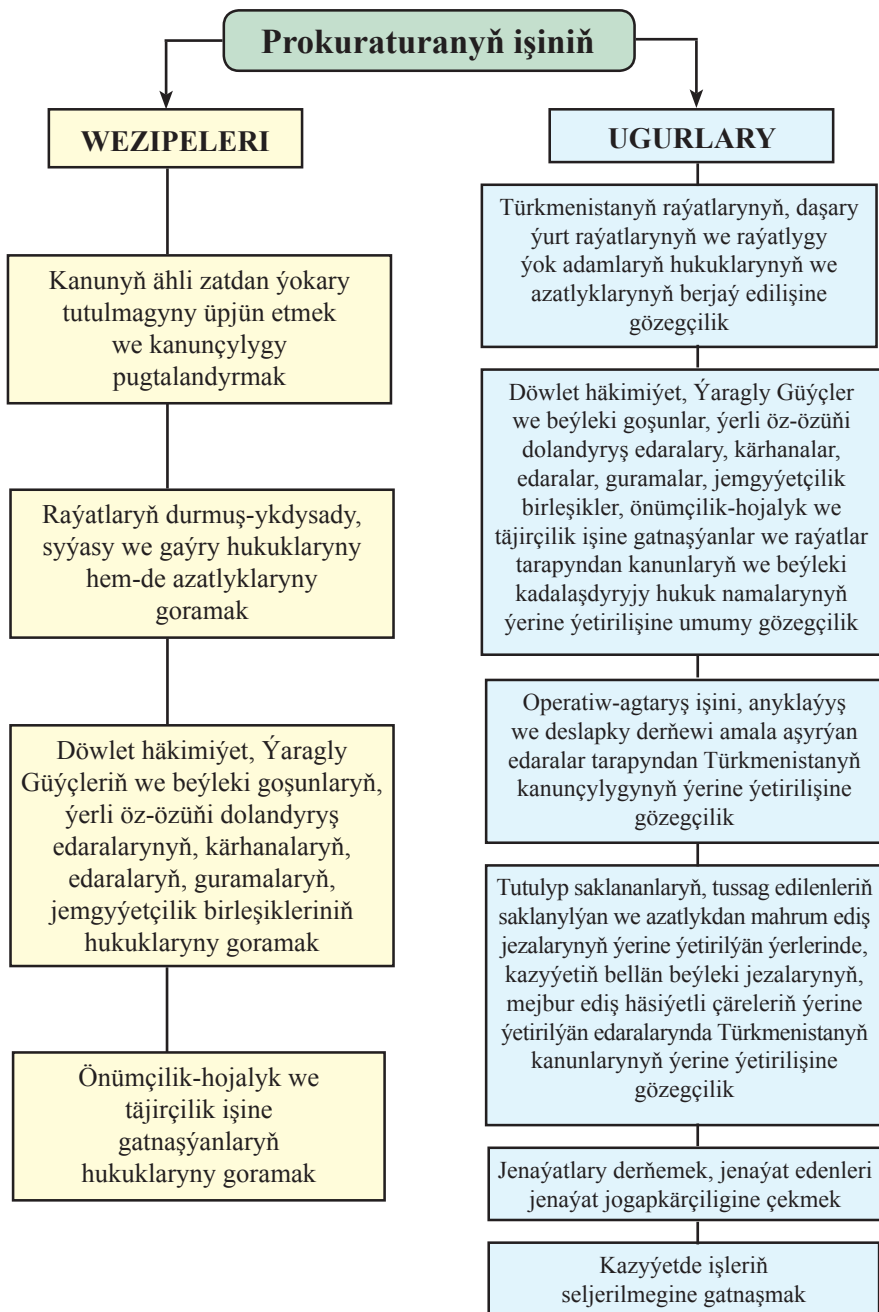 Prokuraturanyň işiniň
WEZIPELERI
Kanunyň ähli zatdan ýokary
tutulmagyny üpjün etmek
we kanunçylygy
pugtalandyrmak
Raýatlaryň durmuş-ykdysady,
syýasy we gaýry hukuklaryny
hem-de azatlyklaryny
goramak
Döwlet häkimiýet, Ýaragly
Güýçleriň we beýleki goşunlaryň,
ýerli öz-özüňi dolandyryş
edaralarynyň, kärhanalaryň,
edaralaryň, guramalaryň,
jemgyýetçilik birleşikleriniň
hukuklaryny goramak
Önümçilik-hojalyk we
täjirçilik işine
gatnaşýanlaryň
hukuklaryny goramak
UGURLARY
Türkmenistanyň raýatlarynyň, daşary
ýurt raýatlarynyň we raýatlygy
ýok adamlaryň hukuklarynyň we
azatlyklarynyň berjaý edilişine
gözegçilik
Döwlet häkimiýet, Ýaragly Güýçler
we beýleki goşunlar, ýerli öz-özüňi
dolandyryş edaralary, kärhanalar,
edaralar, guramalar, jemgyýetçilik
birleşikler, önümçilik-hojalyk we
täjirçilik işine gatnaşýanlar we raýatlar
tarapyndan kanunlaryň we beýleki
kadalaşdyryjy hukuk namalarynyň
ýerine ýetirilişine umumy gözegçilik
Operatiw-agtaryş işini, anyklaýyş
we deslapky derňewi amala aşyrýan
edaralar tarapyndan Türkmenistanyň
kanunçylygynyň ýerine ýetirilişine
gözegçilik
Tutulyp saklananlaryň, tussag edilenleriň
saklanylýan we azatlykdan mahrum ediş
jezalarynyň ýerine ýetirilýän ýerlerinde,
kazyýetiň bellän beýleki jezalarynyň,
mejbur ediş häsiýetli çäreleriň ýerine
ýetirilýän edaralarynda Türkmenistanyň
kanunlarynyň ýerine ýetirilişine
gözegçilik
Jenaýatlary derňemek, jenaýat edenleri
jenaýat jogapkärçiligine çekmek
Kazyýetde işleriň
seljerilmegine gatnaşmak